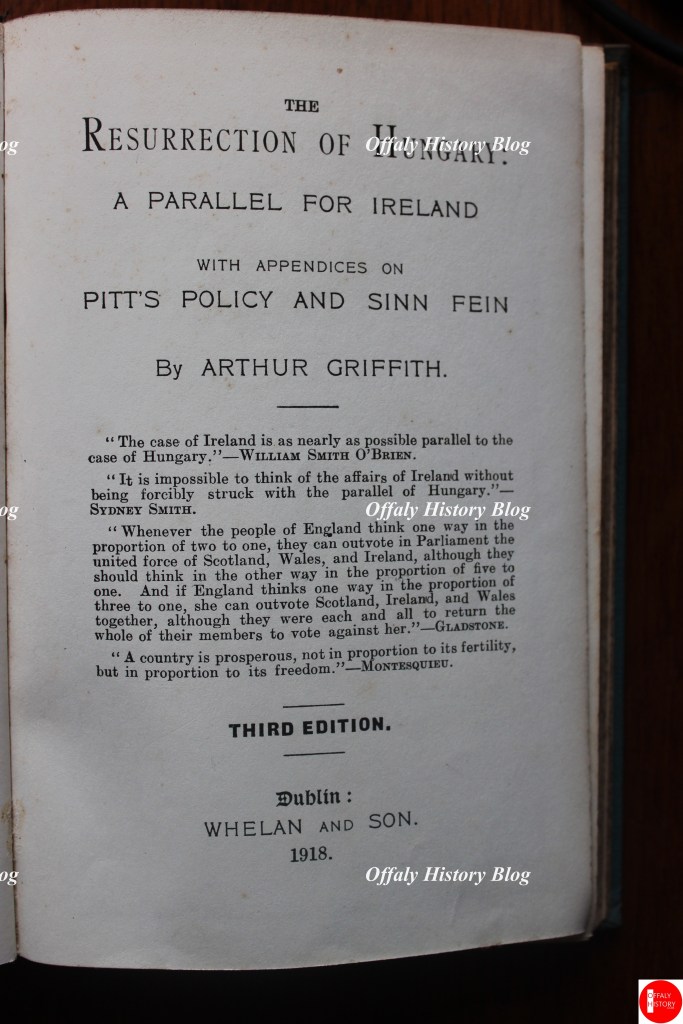 THE
RESURRECTION OF HUNGARY:
A PARALLEL FOR IRELAND
WITH APPENDICES ON
PITT'S POLICY AND SINN FEIN
By ARTHUR GRIFFITH.
“ The case of Ireland is as nearly as possible parallel to the
case of Hungary.”—WILLIAM SMITH O'BRIEN.
“ It is impossible to think of the affairs of Ireland without
being forcibly struck with the parallel of Hungary.”—
SYDNEY SMITH.
“ Whenever the people of England think one way in the
proportion of two to one, they can outvote in Parliament the
united force of Scotland, Wales, and Ireland, although they
should think in the other way in the proportion of five to
one. And if England thinks one way in the proportion of
three to one, she can outvote Scotland, Ireland, and Wales
together, although they were each and all to return the
whole of their members to vote against her.”—GLADSTONE.
“ A country is prosperous, not in proportion to its fertility,
but in proportion to its freedom.”—MONTESQUIEU.
THIRD EDITION.
Dublin :
WHELAN AND SON.
1918.
Offaly History Blog
Offaly History Blog
Offaly History Blog
og
og
og
OFFALY
HISTORY